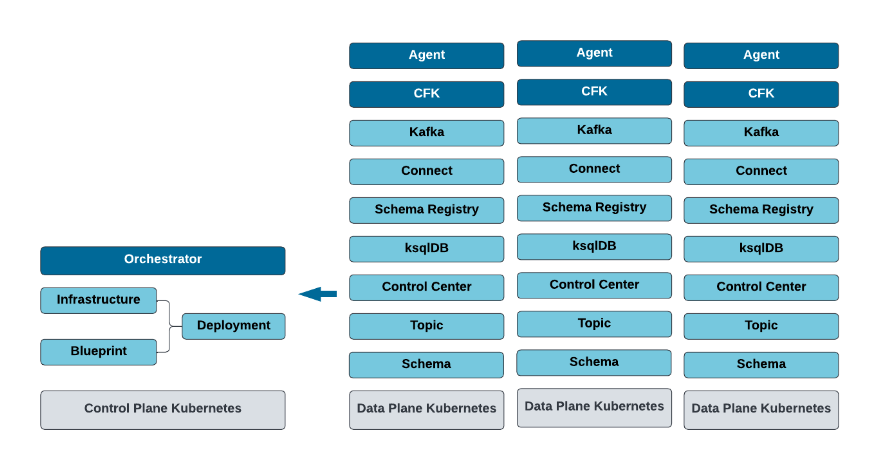 Orchestrator
Infrastructure
Deployment
Blueprint
Control Plane Kubernetes
Agent
CFK
Kafka
Connect
Schema Registry
ksqlDB
Control Center
Topic
Schema
Data Plane Kubernetes
Agent
CFK
Kafka
Connect
Schema Registry
ksqlDB
Control Center
Topic
Schema
Data Plane Kubernetes
Agent
CFK
Kafka
Connect
Schema Registry
ksqlDB
Control Center
Topic
Schema
Data Plane Kubernetes